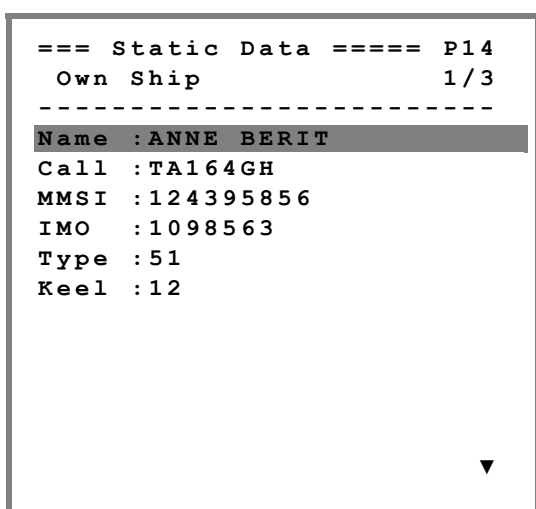 === Static Data ===== P14
Own Ship 1/3
-------------------------
Name :ANNE BERIT
Call :TA164GH
MMSI :124395856
IMO :1098563
Type :51
Keel :12
▼